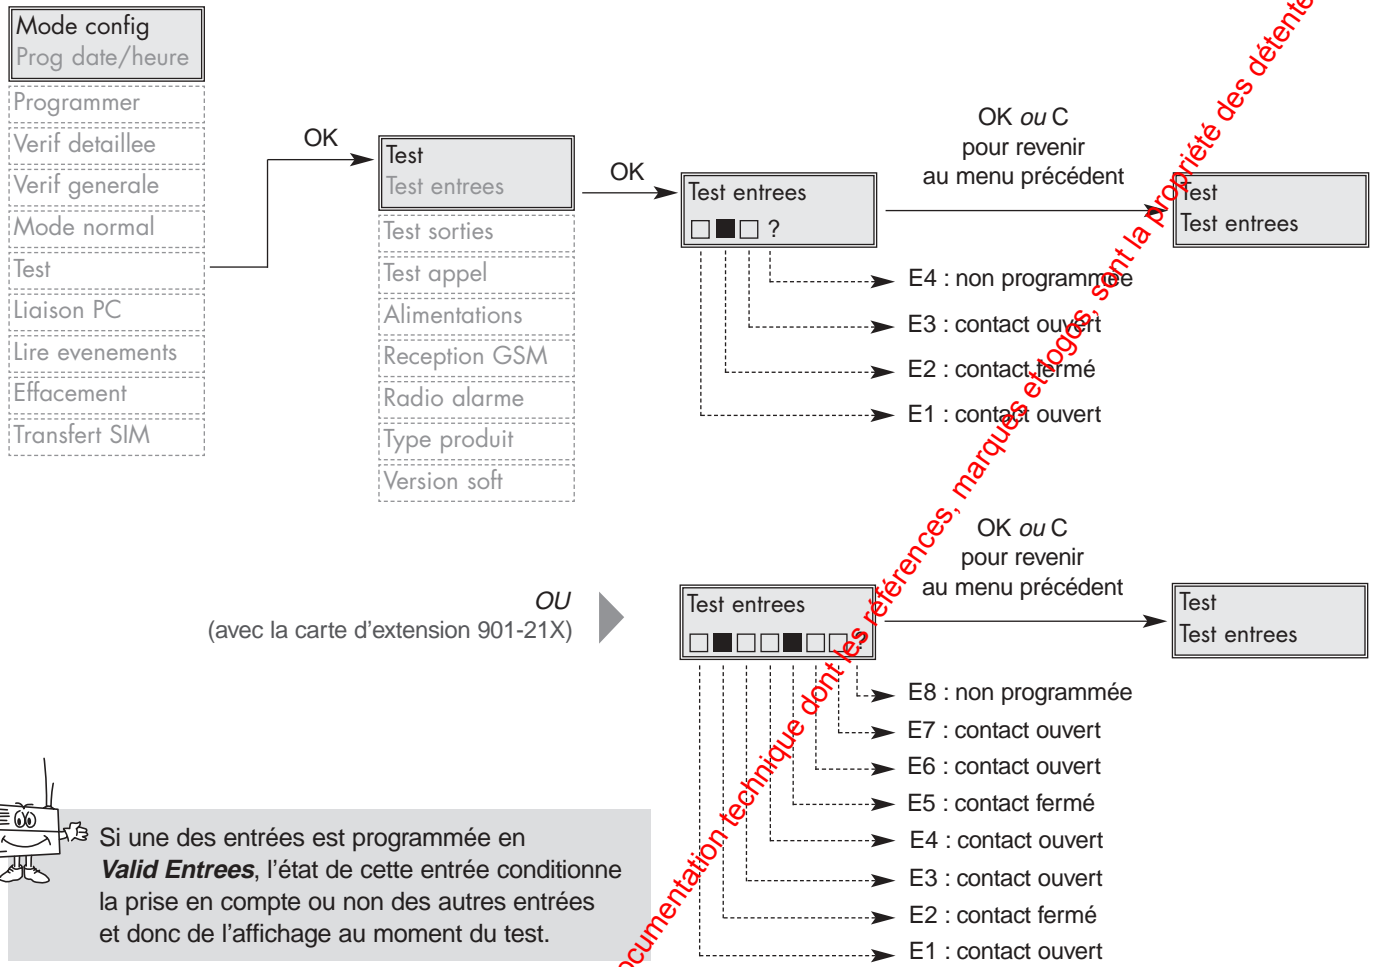 Mode config
Prog date/heure
Programmer
Verif detaillee
Verif generale
Mode normal
Test
Liaison PC
Lire evenements
Effacement
Transfert SIM
OK
Test
Test entrees
Test sorties
Test appel
Alimentations
Reception GSM
Radio alarme
Type produit
Version soft
OK
Test entrees
?
OK ou C
pour revenir
au menu précédent
Test
Test entrees
E4 : non programmée
E3 : contact ouvert
E2 : contact fermé
E1 : contact ouvert
OU
(avec la carte d'extension 901-21X)
Test entrees
?
OK ou C
pour revenir
au menu précédent
Test
Test entrees
E8 : non programmée
E7 : contact ouvert
E6 : contact ouvert
E5 : contact fermé
E4 : contact ouvert
E3 : contact ouvert
E2 : contact fermé
E1 : contact ouvert
Si une des entrées est programmée en
Valid Entrees, l'état de cette entrée conditionne
la prise en compte ou non des autres entrées
et donc de l'affichage au moment du test.
ocumentation technique dont les références, marques et logos, sont la propriété des détente